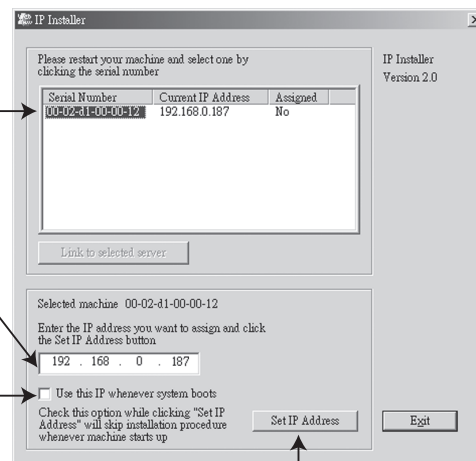 IP Installer
Please restart your machine and select one by
clicking the serial number
IP Installer
Version 2.0
Serial Number Current IP Address Assigned
00-02-d1-00-00-12 192.168.0.187 No
Link to selected server
Selected machine 00-02-d1-00-00-12
Enter the IP address you want to assign and click
the Set IP Address button
192 . 168 . 0 . 187
Use this IP whenever system boots
Check this option while clicking "Set IP
Address" will skip installation procedure
whenever machine starts up
Set IP Address
Exit